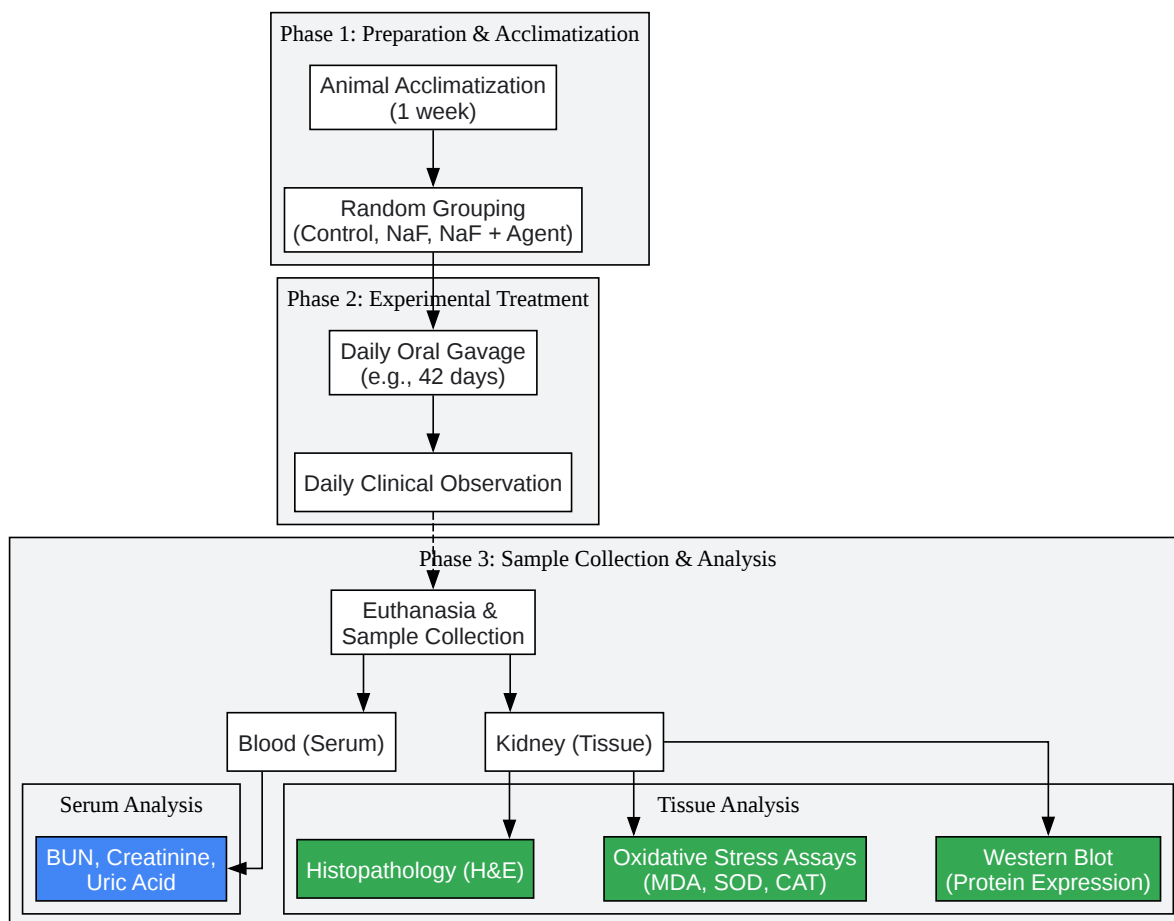 Phase 1: Preparation & Acclimatization
Animal Acclimatization
(1 week)
Random Grouping
(Control, NaF, NaF + Agent)
Phase 2: Experimental Treatment
Daily Oral Gavage
(e.g., 42 days)
Daily Clinical Observation
Phase 3: Sample Collection & Analysis
Euthanasia &
Sample Collection
Blood (Serum)
Kidney (Tissue)
Serum Analysis
BUN, Creatinine,
Uric Acid
Tissue Analysis
Histopathology (H&E)
Oxidative Stress Assays
(MDA, SOD, CAT)
Western Blot
(Protein Expression)